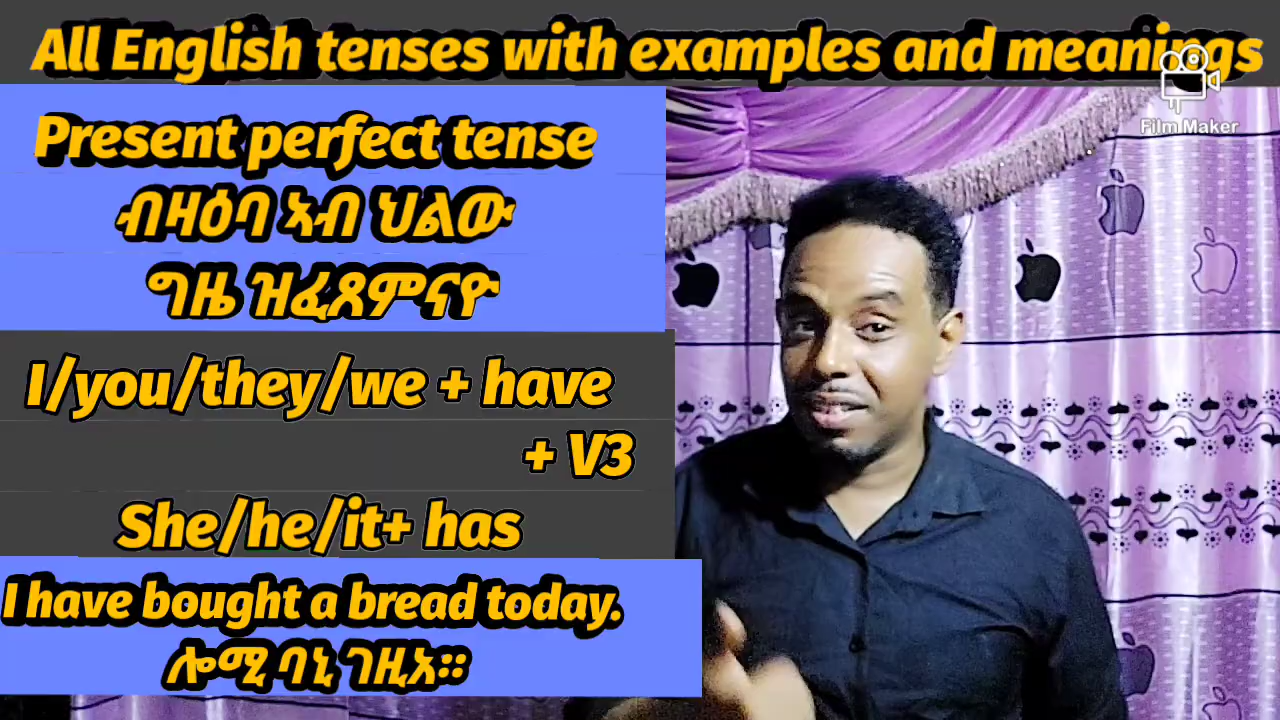 All English tenses with examples and meanings
Film Maker
Present perfect tense
ብዛዕባ ኣብ ህልው
ግዜ ዝፈጸምናዮ
I/you/they/we + have
+ V3
She/he/it+ has
I have bought a bread today.
ሎሚ ባኒ ገዚአ።